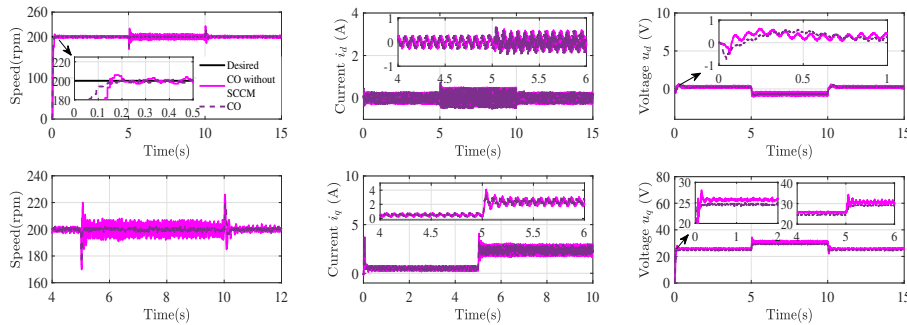 260
200
100
0
Speed(rpm)
220
200
180
0 0.1 0.2 0.3 0.4 0.5
Desired
CO without
SCCM
CO
0 5 10 15
Time(s)
4
2
0
Current i_d (A)
1
0
-1
4 4.5 5 5.5 6
0 5 10 15
Time(s)
10
5
0
-5
Voltage u_d (V)
1
0
-1
0 0.5 1
0 5 10 15
Time(s)
240
220
200
180
160
Speed(rpm)
4 6 8 10 12
Time(s)
10
5
0
Current i_q (A)
4
2
0
4 4.5 5 5.5 6
0 2 4 6 8 10
Time(s)
80
60
40
20
0
Voltage u_q (V)
30
25
20
0 1 2
40
30
20
4 5 6
0 5 10 15
Time(s)